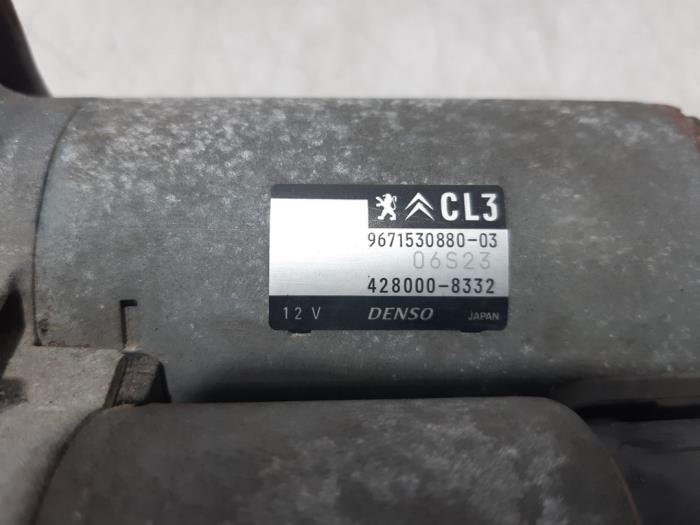 CL3
9671530880-03
06S23
428000-8332
12 V DENSO JAPAN